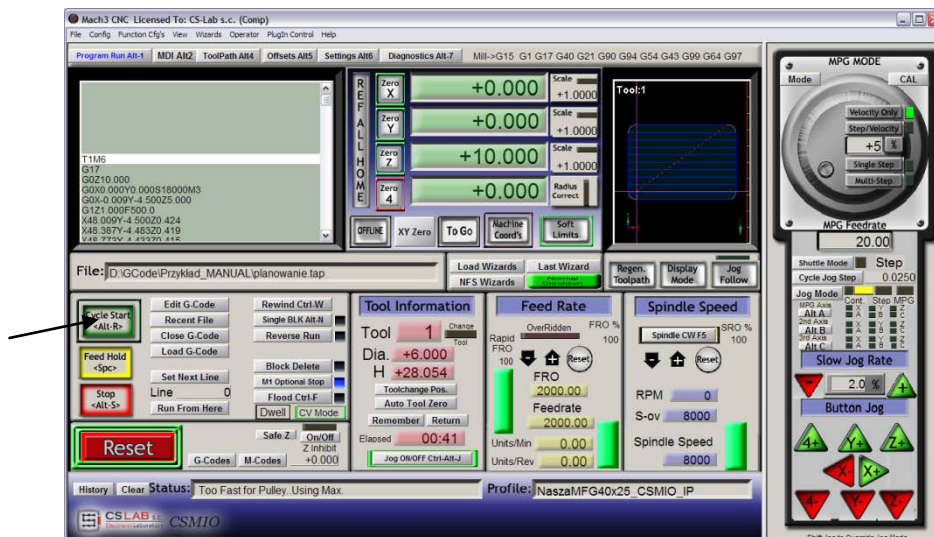 Mach3 CNC Licensed To: CS-Lab s.c. (Comp)
File Config Function Cfg's View Wizards Operator PlugIn Control Help
Program Run Alt-1 MDI Alt2 ToolPath Alt4 Offsets Alt5 Settings Alt6 Diagnostics Alt-7 Mill->G15 G1 G17 G40 G21 G90 G94 G54 G43 G99 G64 G97
T1M6
G17
G0Z10.000
G0X0.000Y0.000S18000M3
G0X-0.009Y-4.500Z5.000
G1Z1.000F500.0
X48.009Y-4.500Z0.424
X48.387Y-4.483Z0.419
X48.773Y-4.433Z0.415
REF ALL HOME
Zero X +0.000 Scale +1.0000
Zero Y +0.000 Scale +1.0000
Zero Z +10.000 Scale +1.0000
Zero 4 +0.000 Radius Correct
OFFLINE XY Zero To Go Machine Coord's Soft Limits
Tool:1
File: D:\GCode\Przykład_MANUAL\planowanie.tap
Load Wizards Last Wizard
NFS Wizards Normal Condition
Regen. Toolpath Display Mode Jog Follow
Cycle Start <Alt-R>
Feed Hold <Spc>
Stop <Alt-S>
Edit G-Code Rewind Ctrl-W
Recent File Single BLK Alt-N
Close G-Code Reverse Run
Load G-Code
Block Delete
Set Next Line M1 Optional Stop
Line 0 Flood Ctrl-F
Run From Here Dwell CV Mode
Reset
Safe Z On/Off
Z Inhibit
G-Codes M-Codes +0.000
Tool Information
Tool 1 Change Tool
Dia. +6.000
H +28.054
Toolchange Pos.
Auto Tool Zero
Remember Return
Elapsed 00:41
Jog ON/OFF Ctrl-Alt-J
Feed Rate
OverRidden FRO %
Rapid FRO 100
100
Reset
FRO
2000.00
Feedrate
2000.00
Units/Min 0.00
Units/Rev 0.00
Spindle Speed
Spindle CW F5 SRO %
100
Reset
RPM 0
S-ov 8000
Spindle Speed
8000
History Clear Status: Too Fast for Pulley..Using Max.
Profile: NaszaMFG40x25_CSMIO_IP
CSLAB s.c.
CSMIO
MPG MODE
Mode CAL
Velocity Only
Step/Velocity
+5 %
Single Step
Multi-Step
MPG Feedrate
20.00
Shuttle Mode Step
Cycle Jog Step 0.0250
Jog Mode Cont. Step MPG
MPG Axis
Alt A X Y Z
2nd Axis A B C
Alt B X Y Z
3rd Axis A B C
Alt C
Slow Jog Rate
2.0 %
Button Jog
4+ Y+ Z+
X- X+
4- Y- Z-